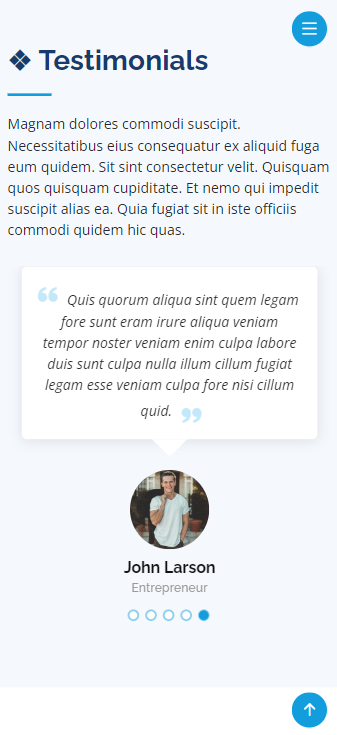 ❖ Testimonials
Magnam dolores commodi suscipit.
Necessitatibus eius consequatur ex aliquid fuga
eum quidem. Sit sint consectetur velit. Quisquam
quos quisquam cupiditate. Et nemo qui impedit
suscipit alias ea. Quia fugiat sit in iste officiis
commodi quidem hic quas.
❝ Quis quorum aliqua sint quem legam
fore sunt eram irure aliqua veniam
tempor noster veniam enim culpa labore
duis sunt culpa nulla illum cillum fugiat
legam esse veniam culpa fore nisi cillum
quid. ❞
John Larson
Entrepreneur